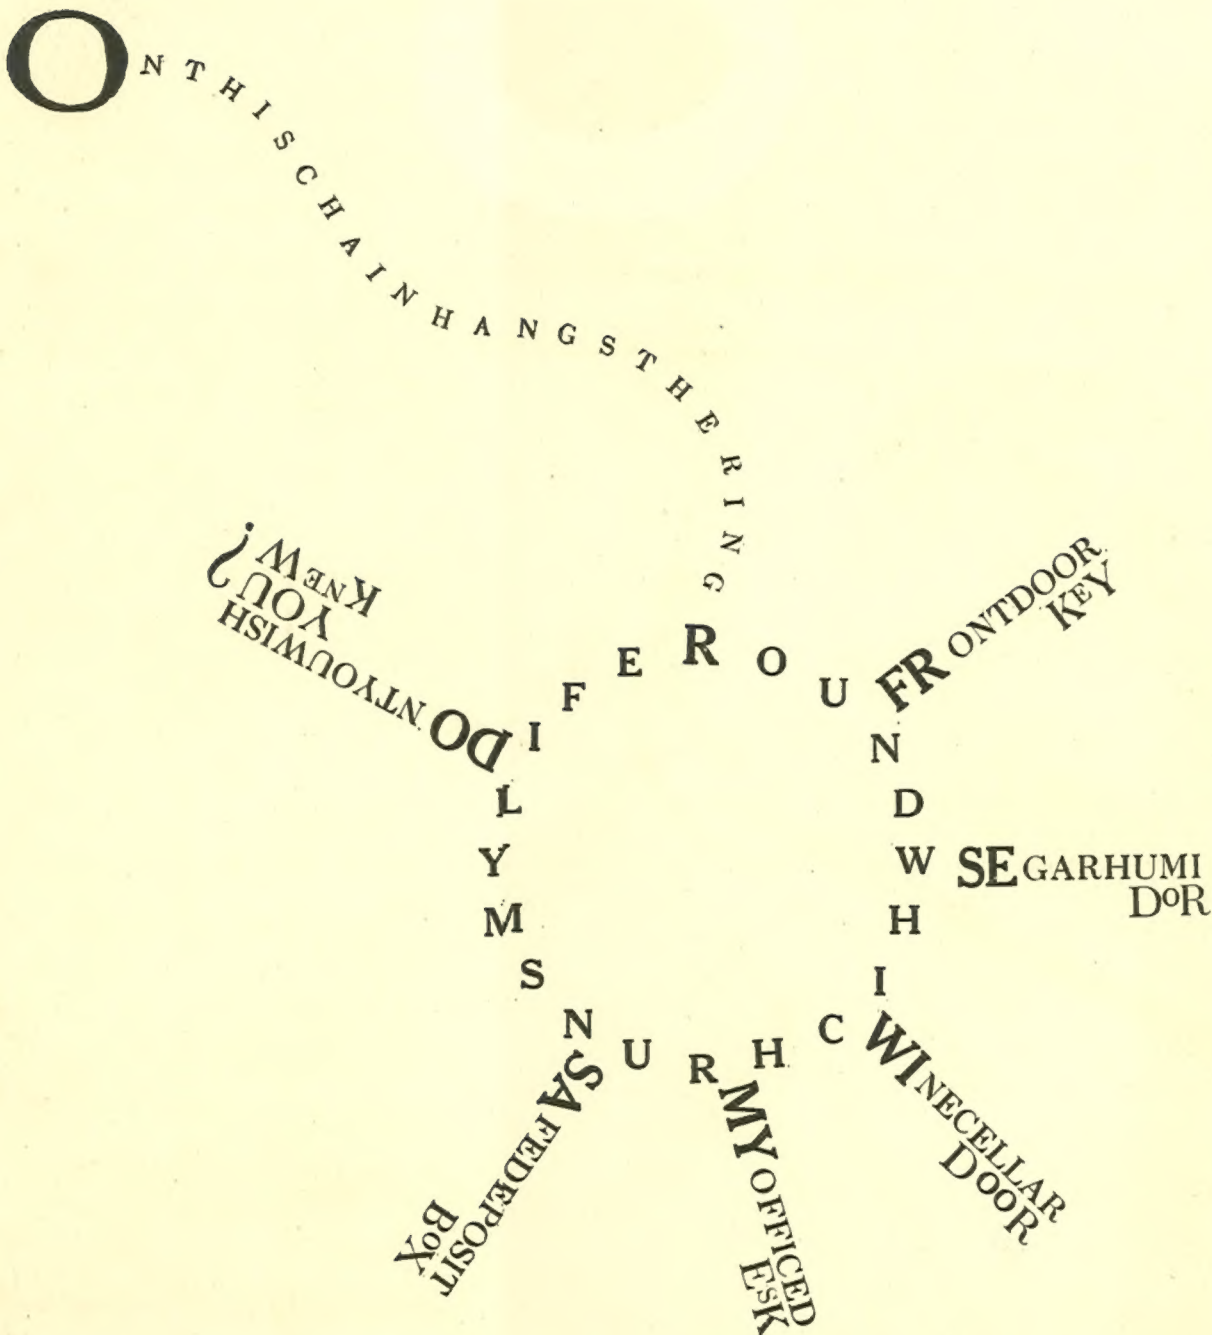 ONTHISCHAINHANGSTHERING
ROUNDWHICHRUNSMYLIFE
FRONTDOOR
KEY
SEGARHUMI
DoR
WINECELLAR
DOOR
MYOFFICED
EsK
SAFEDEPOSIT
BoX
DONTYOUWISH
YOU
KNEW?